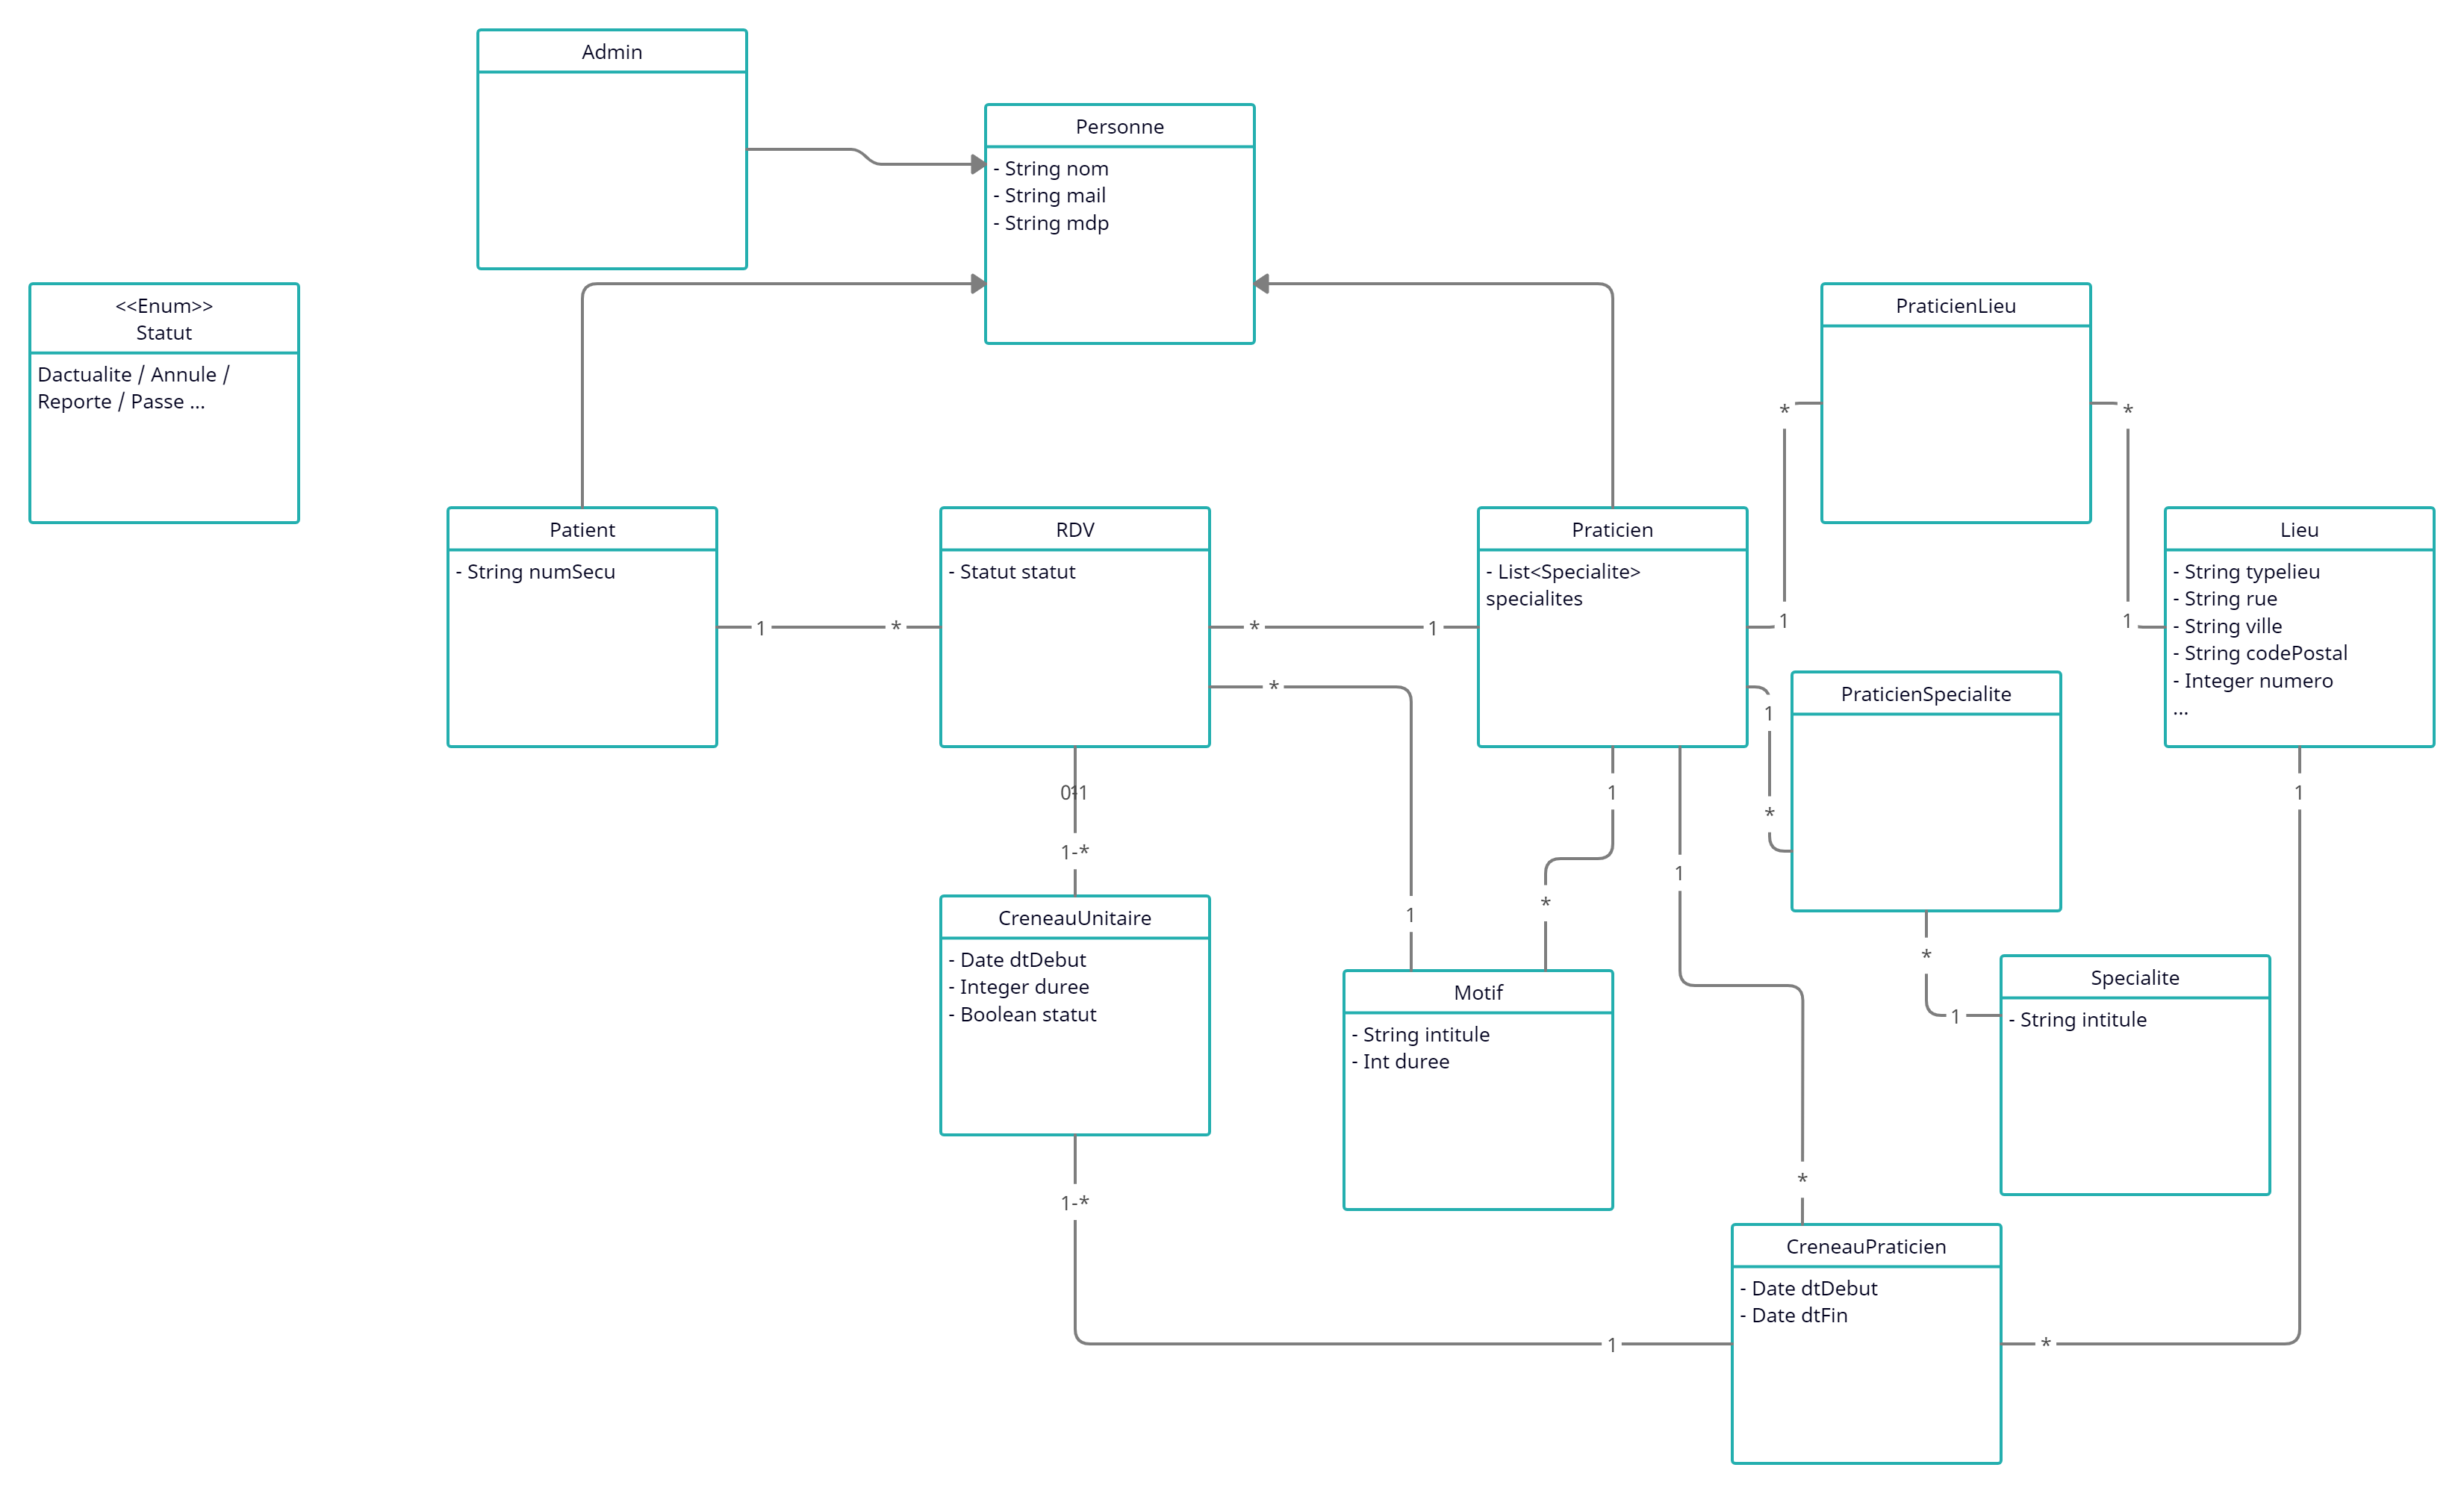 Admin
Personne
- String nom
- String mail
- String mdp
<<Enum>>
Statut
Dactualite / Annule /
Reporte / Passe ...
PraticienLieu
*
*
1
1
Patient
- String numSecu
1
*
RDV
- Statut statut
*
1
*
Praticien
- List<Specialite>
specialites
Lieu
- String typelieu
- String rue
- String ville
- String codePostal
- Integer numero
...
PraticienSpecialite
1
*
0-1
1-*
1
1
1
1
*
*
CreneauUnitaire
- Date dtDebut
- Integer duree
- Boolean statut
Motif
- String intitule
- Int duree
1
Specialite
- String intitule
1-*
*
CreneauPraticien
- Date dtDebut
- Date dtFin
1
*